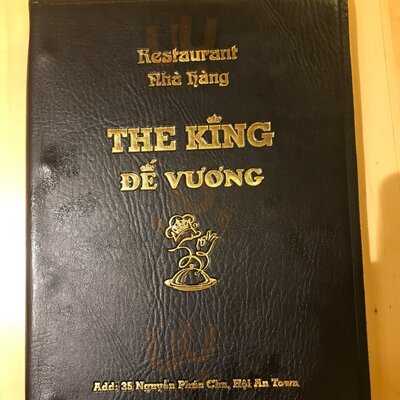 Restaurant
Nhà hàng
THE KING
ĐẾ VƯƠNG
Add: 35 Nguyễn Phúc Chu, Hội An Town